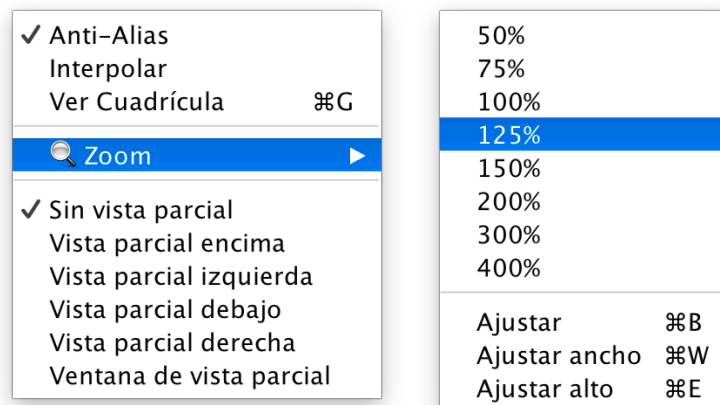 ✓ Anti-Alias
Interpolar
Ver Cuadrícula ⌘G
Zoom ▶
✓ Sin vista parcial
Vista parcial encima
Vista parcial izquierda
Vista parcial debajo
Vista parcial derecha
Ventana de vista parcial
50%
75%
100%
125%
150%
200%
300%
400%
Ajustar ⌘B
Ajustar ancho ⌘W
Ajustar alto ⌘E